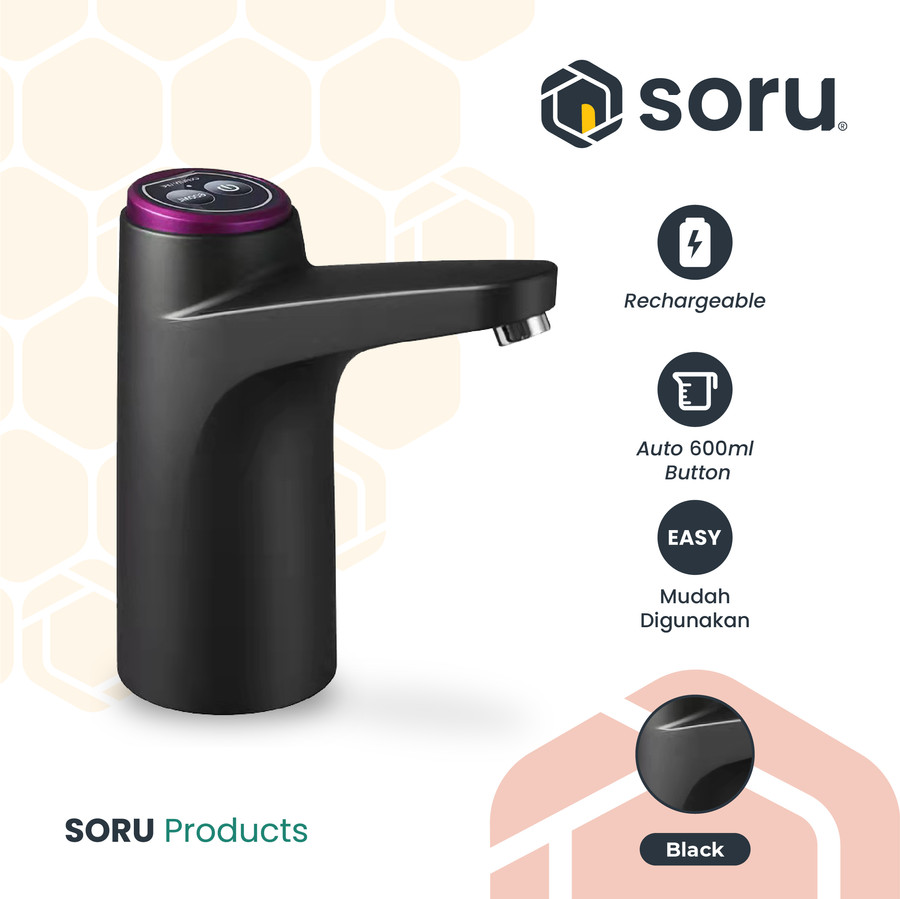 soru®
Rechargeable
Auto 600ml
Button
EASY
Mudah
Digunakan
SORU Products
Black